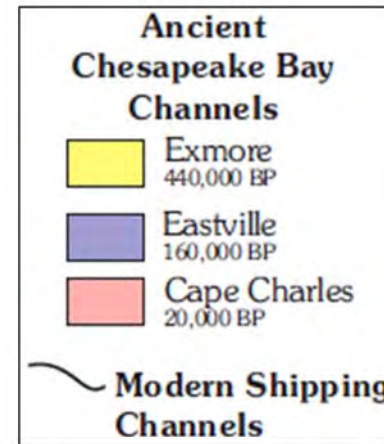 Ancient
Chesapeake Bay
Channels
Exmore
440,000 BP
Eastville
160,000 BP
Cape Charles
20,000 BP
Modern Shipping
Channels